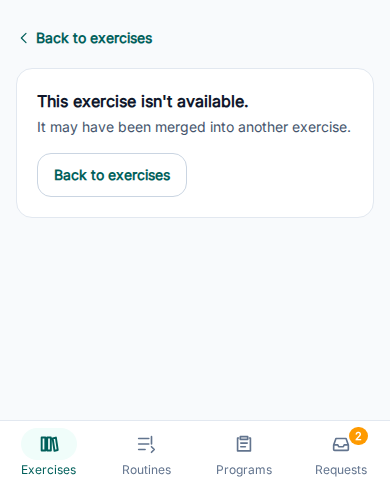 Back to exercises
This exercise isn't available.
It may have been merged into another exercise.
Back to exercises
2
Exercises
Routines
Programs
Requests